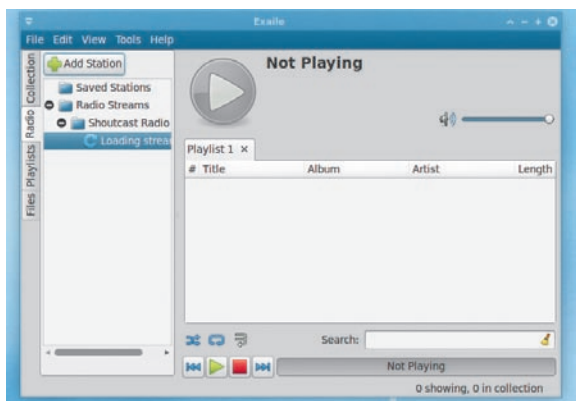 Exaile
File Edit View Tools Help
Collection
Radio
Playlists
Files
Add Station
Saved Stations
Radio Streams
Shoutcast Radio
Loading strea
Not Playing
Playlist 1 ×
# Title Album Artist Length
Search:
Not Playing
0 showing, 0 in collection